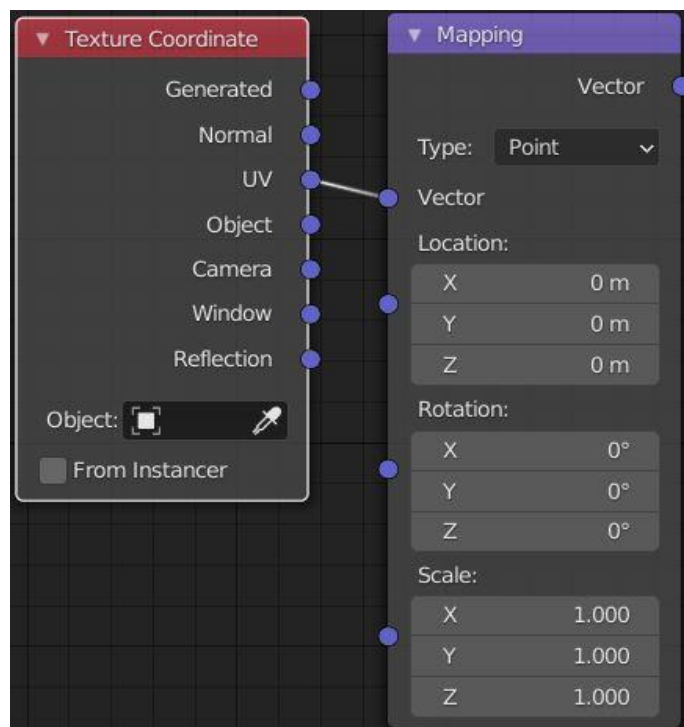 Texture Coordinate
Generated
Normal
UV
Object
Camera
Window
Reflection
Object:
From Instancer
Mapping
Vector
Type: Point
Vector
Location:
X 0 m
Y 0 m
Z 0 m
Rotation:
X 0°
Y 0°
Z 0°
Scale:
X 1.000
Y 1.000
Z 1.000